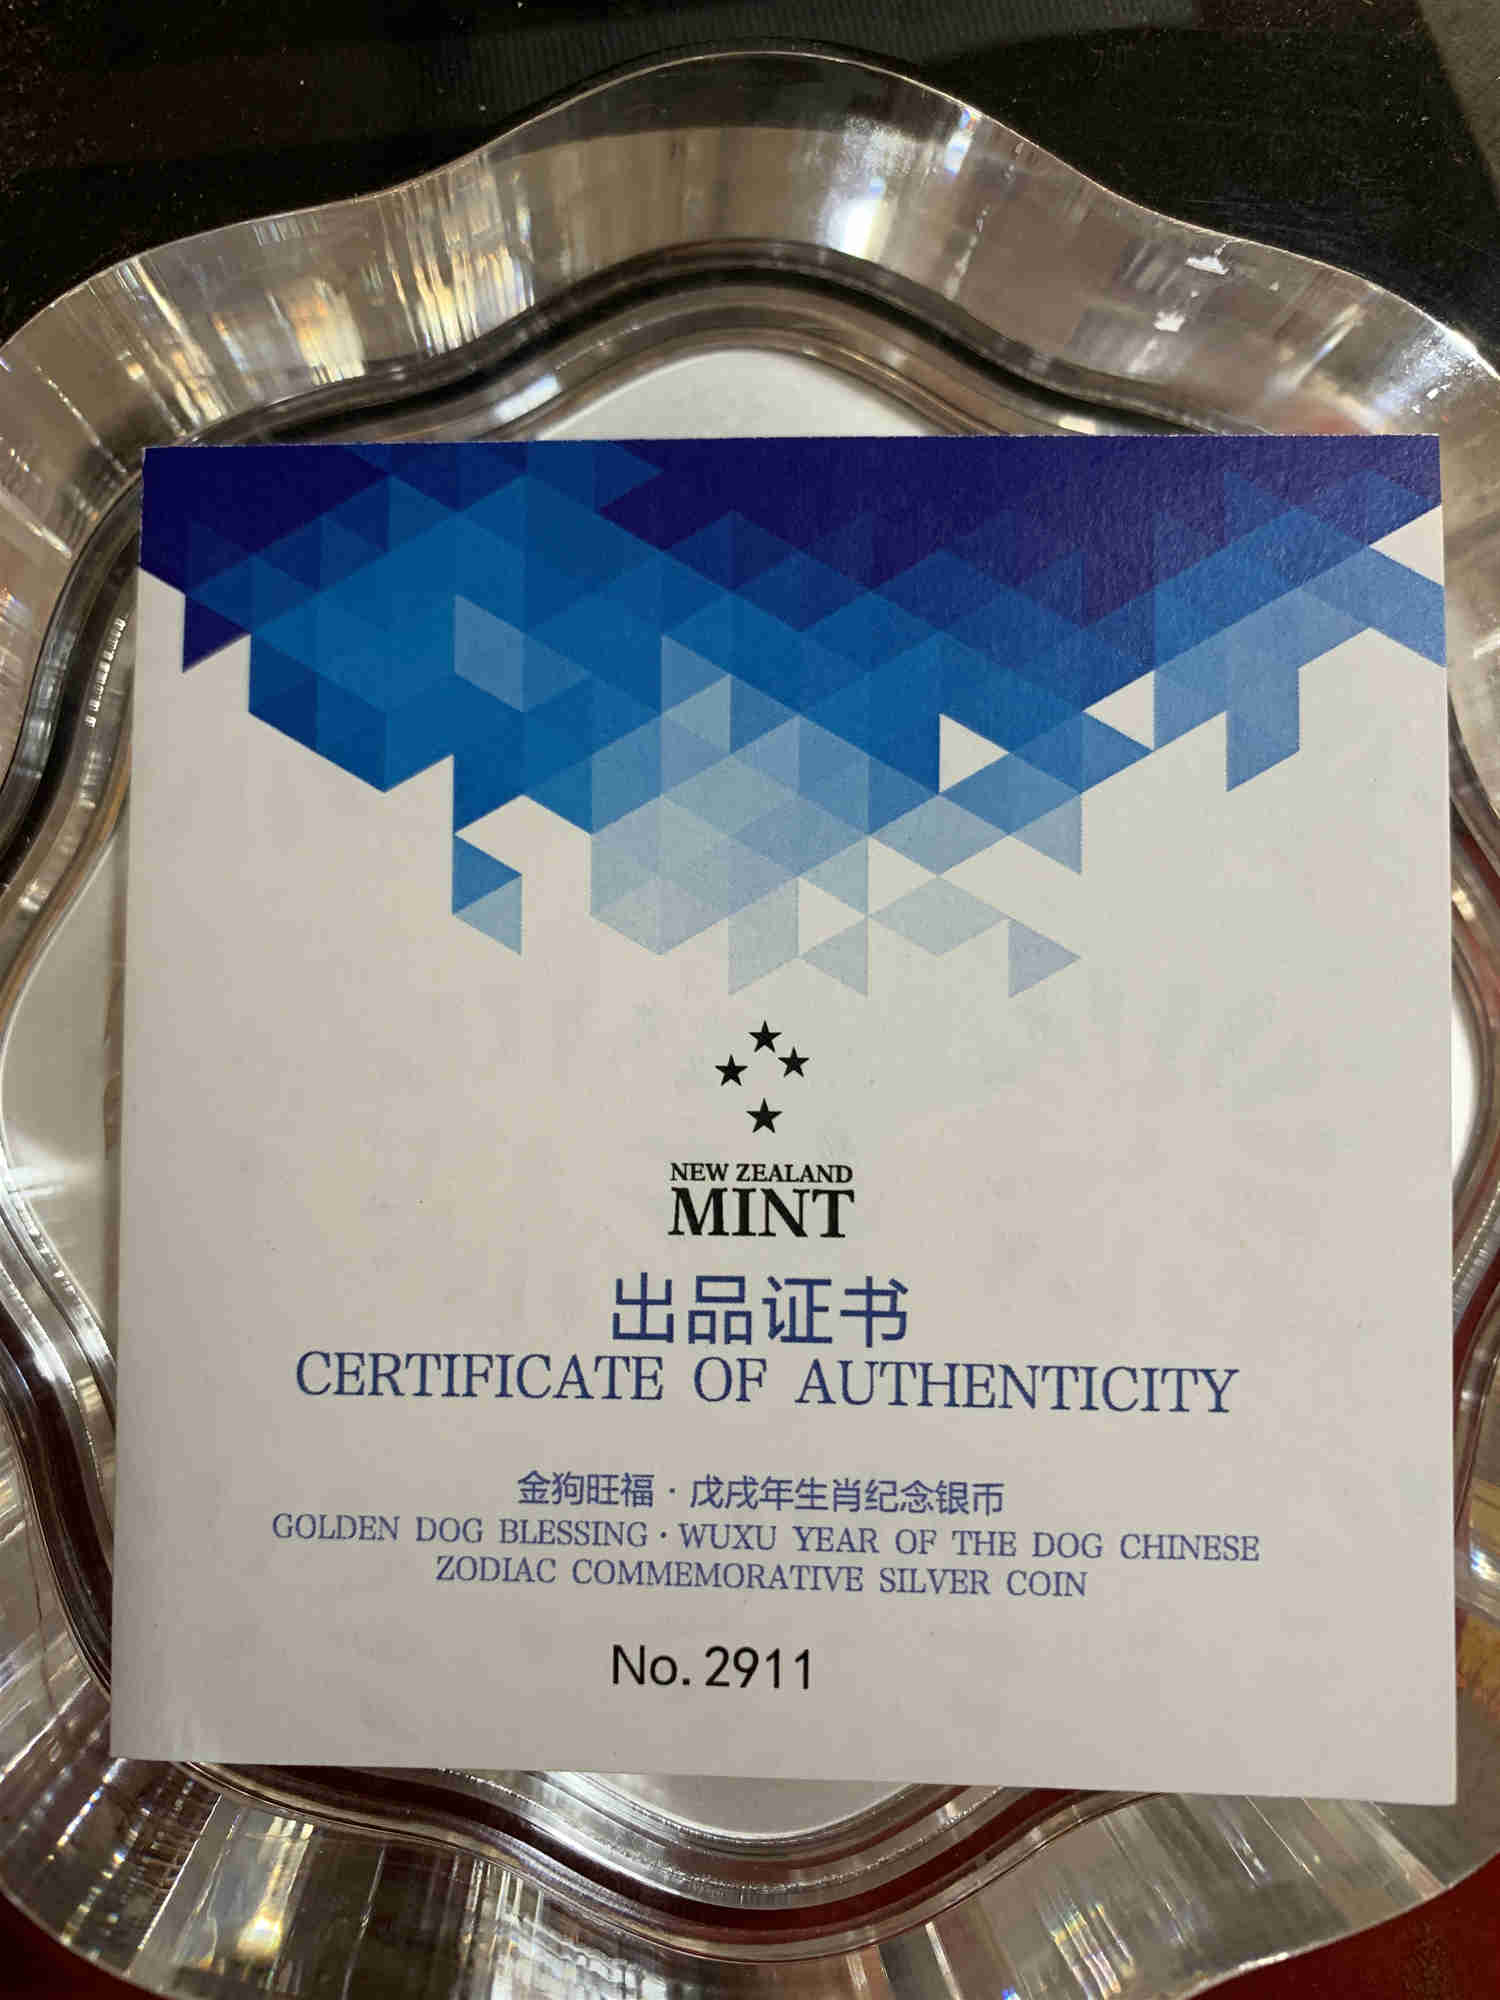 NEW ZEALAND
MINT
出品证书
CERTIFICATE OF AUTHENTICITY
金狗旺福·戊戌年生肖纪念银币
GOLDEN DOG BLESSING·WUXU YEAR OF THE DOG CHINESE
ZODIAC COMMEMORATIVE SILVER COIN
No. 2911